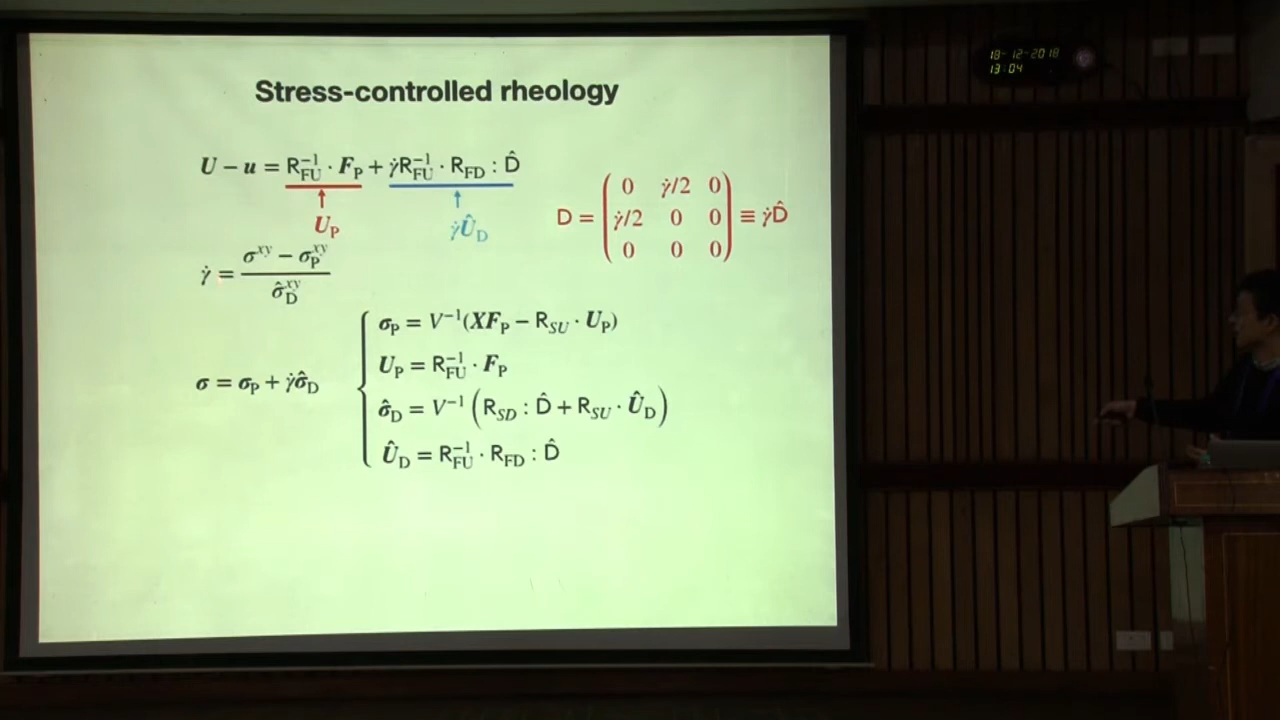 18-12-2018
13:04
Stress-controlled rheology
U − u = R_FU^−1 · F_P + γ̇R_FU^−1 · R_FD : D̂
U_P
γ̇Û_D
D = ( 0 γ̇/2 0
γ̇/2 0 0
0 0 0 ) ≡ γ̇D̂
γ̇ = (σ^xy − σ_P^xy) / σ̂_D^xy
σ = σ_P + γ̇σ̂_D
σ_P = V^−1(XF_P − R_SU · U_P)
U_P = R_FU^−1 · F_P
σ̂_D = V^−1 (R_SD : D̂ + R_SU · Û_D)
Û_D = R_FU^−1 · R_FD : D̂